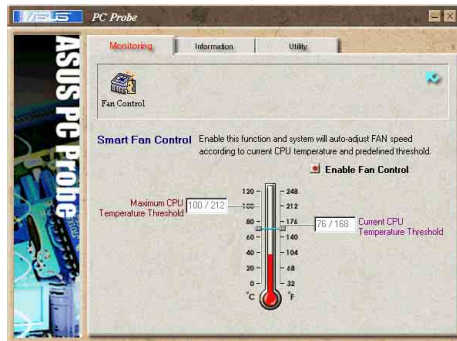 ASUS PC Probe
Monitoring Information Utility
ASUS PC Probe
Fan Control
Smart Fan Control Enable this function and system will auto-adjust FAN speed
according to current CPU temperature and predefined threshold.
Enable Fan Control
Maximum CPU
Temperature Threshold
100 / 212
120 248
100 212
80 176
60 140
40 104
20 68
0 32
°C °F
76 / 168
Current CPU
Temperature Threshold